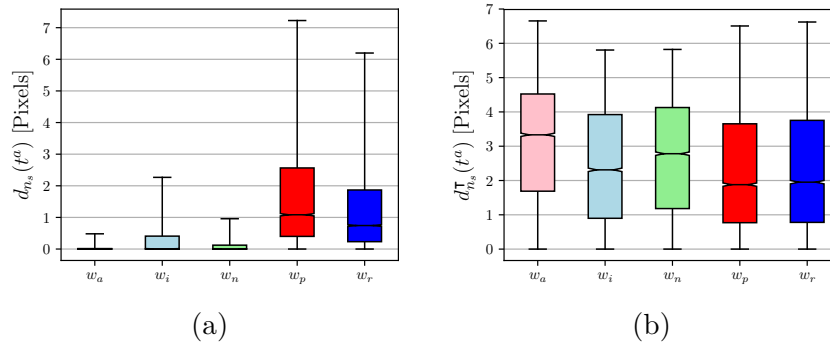 7
6
5
4
3
2
1
0
d_{n_s}(t^a) [Pixels]
w_a w_i w_n w_p w_r
(a)
7
6
5
4
3
2
1
0
d^⊤_{n_s}(t^a) [Pixels]
w_a w_i w_n w_p w_r
(b)